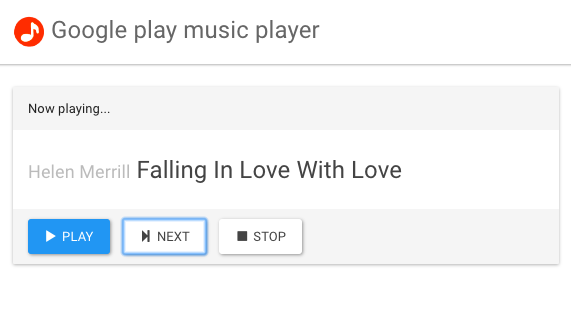 Google play music player
Now playing...
Helen Merrill Falling In Love With Love
PLAY NEXT STOP